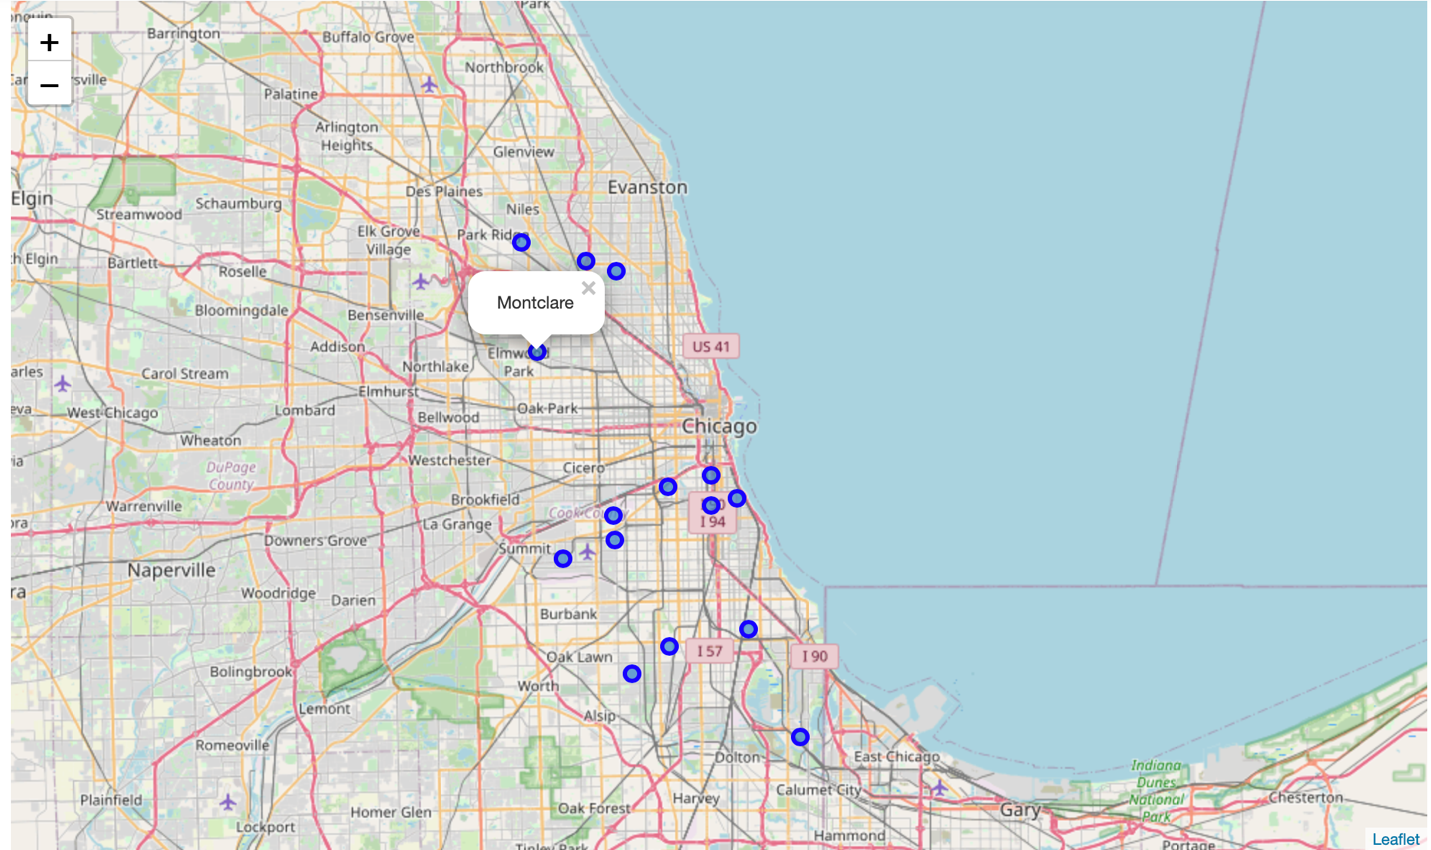 Park
+
−
Barrington
Buffalo Grove
Northbrook
Palatine
Arlington
Heights
Glenview
Evanston
Des Plaines
Elgin
Streamwood
Schaumburg
Niles
Elk Grove
Village
Park Ridge
Bartlett
Roselle
Montclare
×
Bloomingdale
Bensenville
Addison
US 41
Elmwood
Park
Northlake
Carol Stream
Elmhurst
West Chicago
Lombard
Bellwood
Oak Park
Chicago
Wheaton
Westchester
Cicero
DuPage
County
Brookfield
Warrenville
La Grange
I 94
Downers Grove
Summit
Naperville
Woodridge
Darien
Burbank
Bolingbrook
Oak Lawn
I 57
I 90
Worth
Lemont
Alsip
Romeoville
Dolton
East Chicago
Plainfield
Homer Glen
Oak Forest
Harvey
Calumet City
Indiana
Dunes
National
Park
Chesterton
Gary
Lockport
Hammond
Tinley Park
Portage
Leaflet